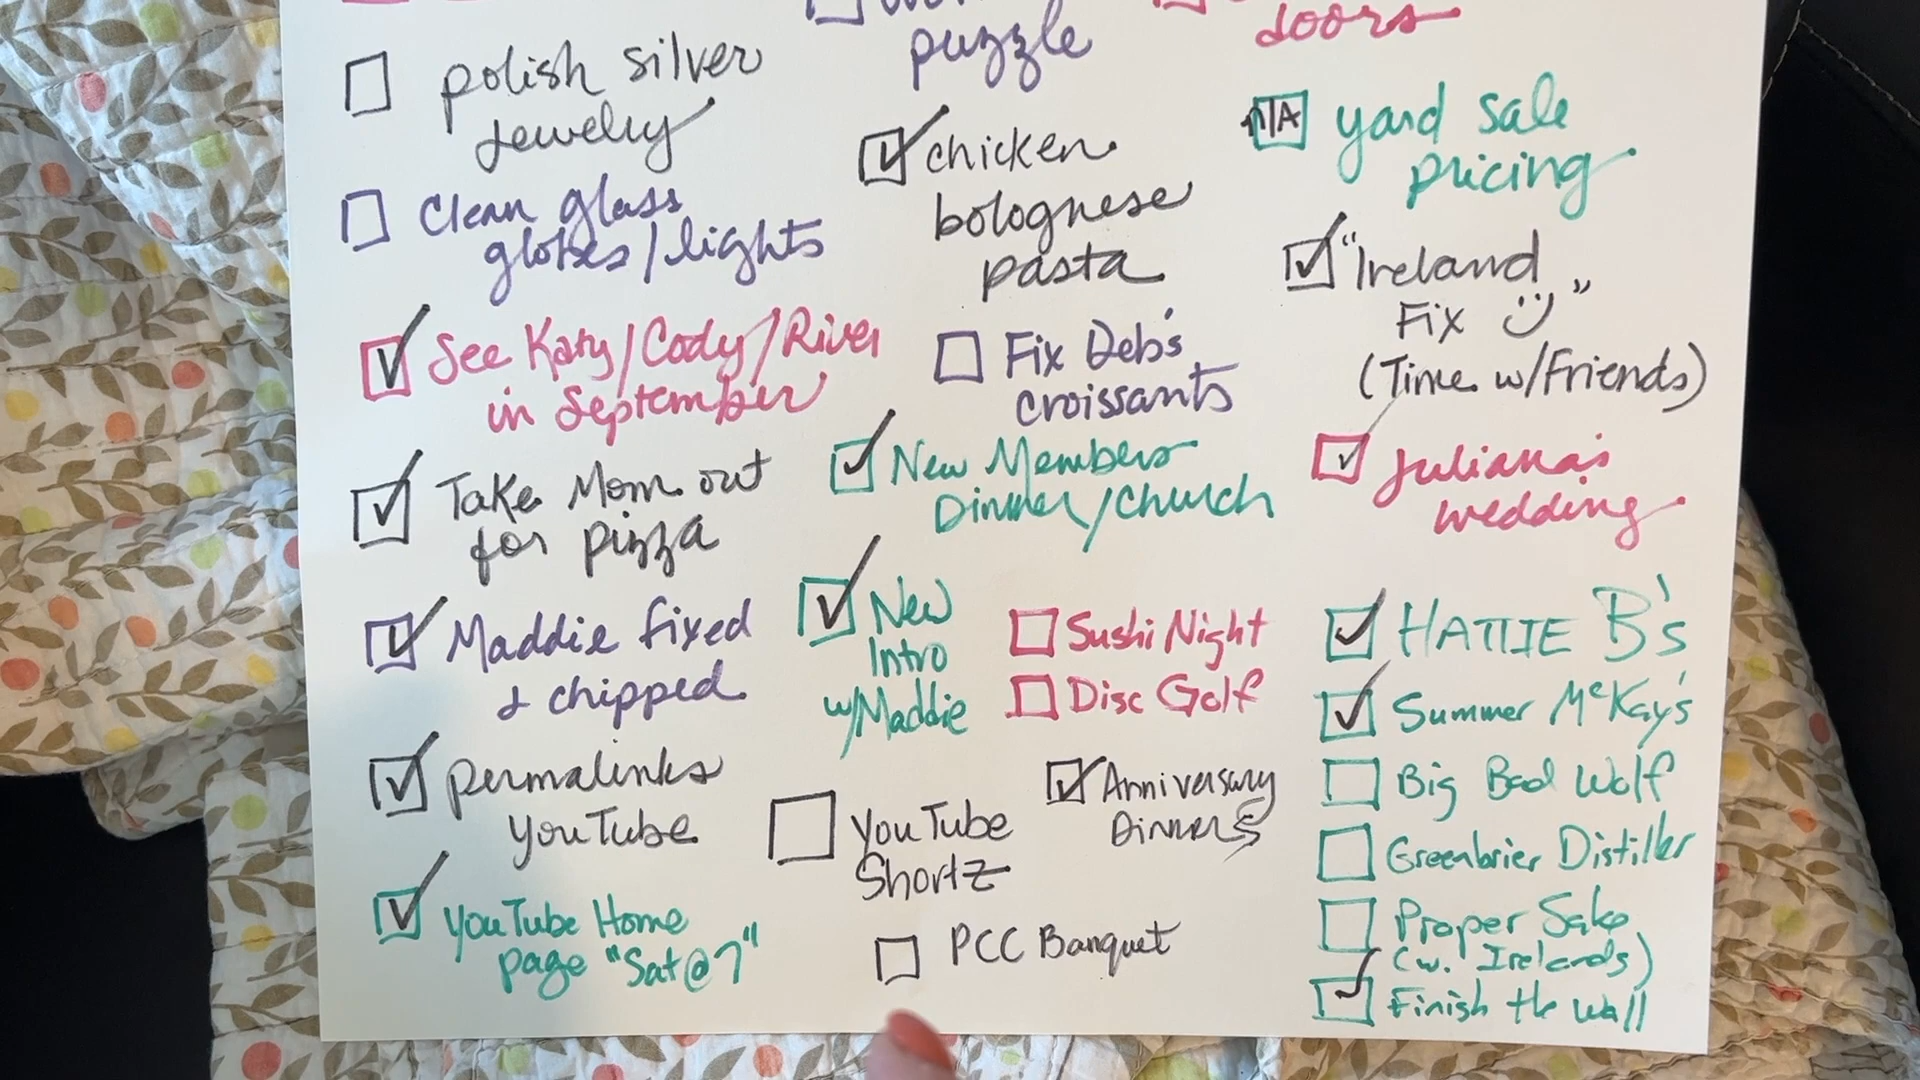 puzzle
doors
polish silver
jewelry
Clean glass
globes/lights
✓ See Katy/Cody/River
in September
✓ Take Mom out
for pizza
✓ Maddie fixed
& chipped
✓ permalinks
YouTube
✓ YouTube Home
page "Sat@7"
✓ chicken
bolognese
pasta
Fix Deb's
croissants
✓ New Members
Dinner/Church
✓ New
Intro
w/Maddie
Sushi Night
Disc Golf
✓ Anniversary
Dinners
YouTube
Shortz
PCC Banquet
N/A yard sale
pricing
✓ "Ireland
Fix "
(Time w/Friends)
✓ Juliana's
wedding
✓ HATTIE B's
✓ Summer McKay's
Big Bad Wolf
Greenbrier Distiller
Proper Sake
(w. Irelands)
✓ Finish the wall